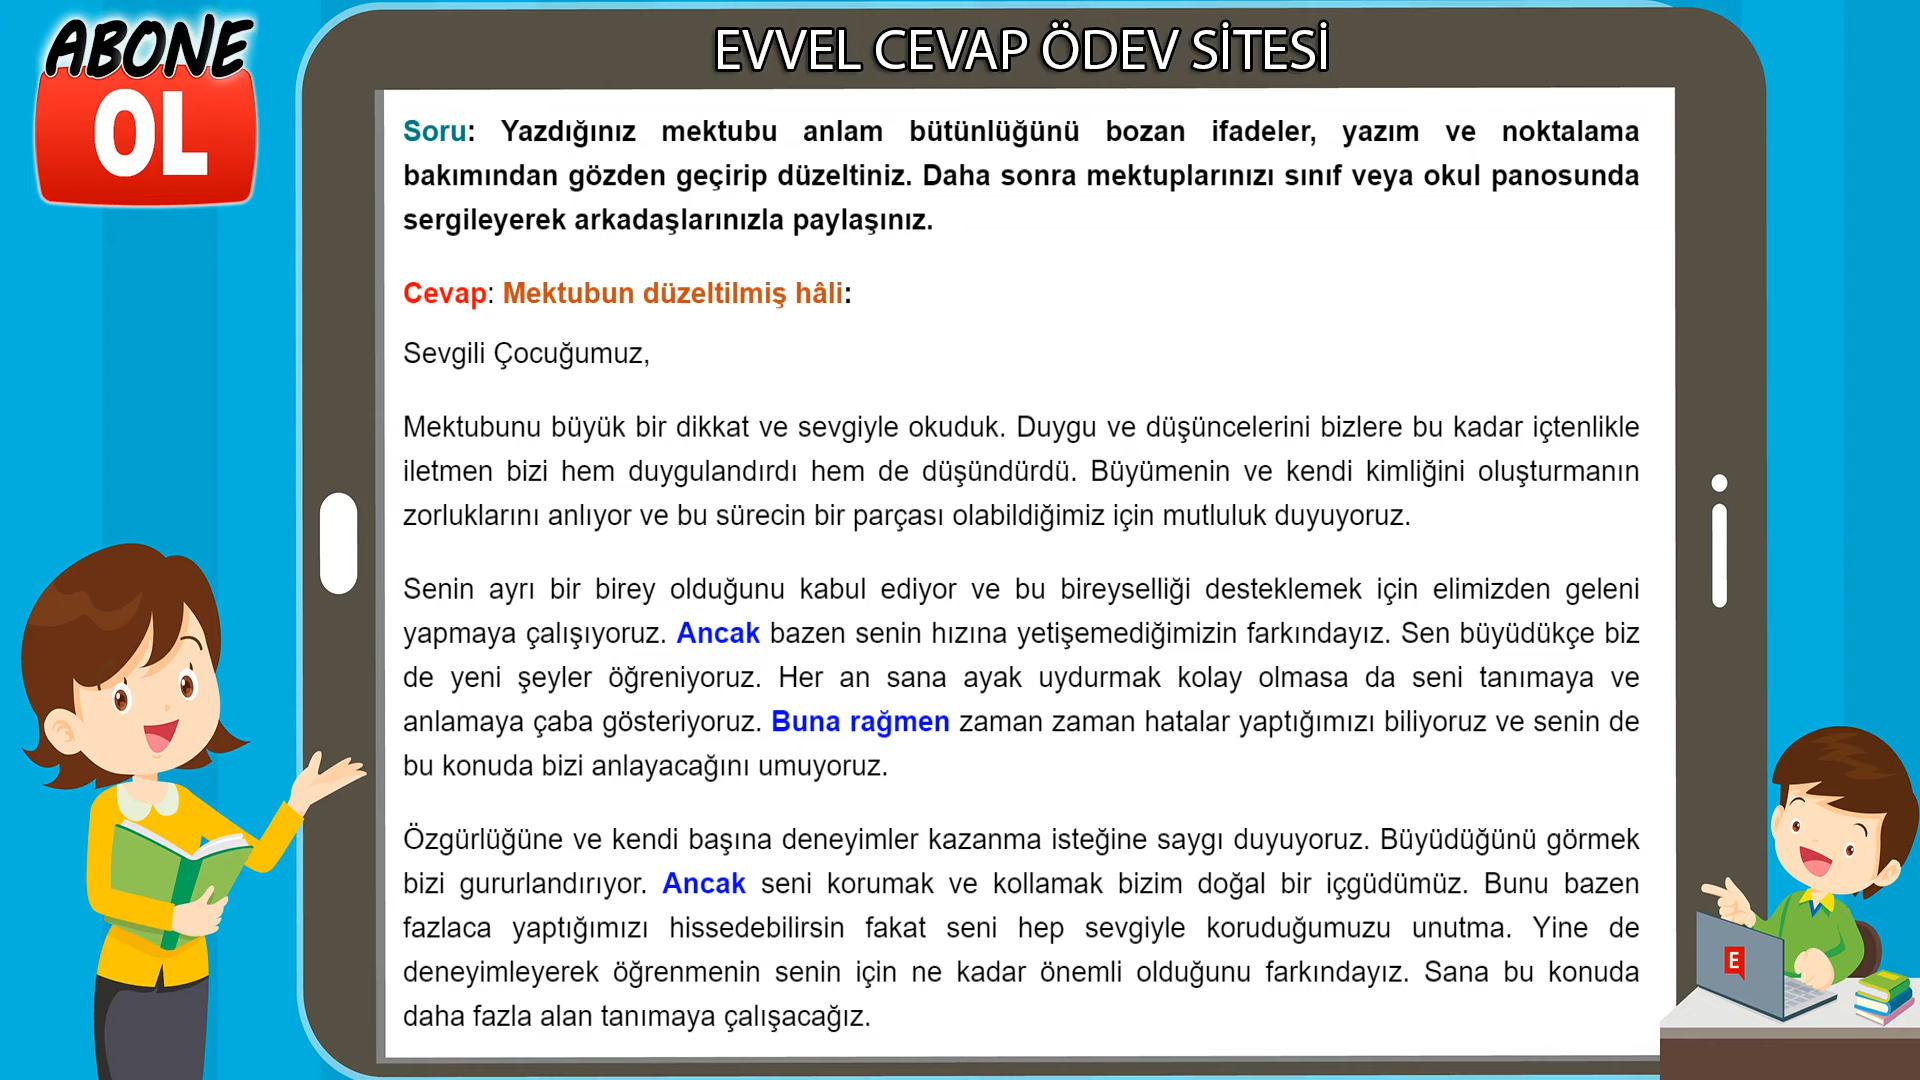 ABONE
OL
EVVEL CEVAP ÖDEV SİTESİ
Soru: Yazdığınız mektubu anlam bütünlüğünü bozan ifadeler, yazım ve noktalama
bakımından gözden geçirip düzeltiniz. Daha sonra mektuplarınızı sınıf veya okul panosunda
sergileyerek arkadaşlarınızla paylaşınız.
Cevap: Mektubun düzeltilmiş hâli:
Sevgili Çocuğumuz,
Mektubunu büyük bir dikkat ve sevgiyle okuduk. Duygu ve düşüncelerini bizlere bu kadar içtenlikle
iletmen bizi hem duygulandırdı hem de düşündürdü. Büyümenin ve kendi kimliğini oluşturmanın
zorluklarını anlıyor ve bu sürecin bir parçası olabildiğimiz için mutluluk duyuyoruz.
Senin ayrı bir birey olduğunu kabul ediyor ve bu bireyselliği desteklemek için elimizden geleni
yapmaya çalışıyoruz. Ancak bazen senin hızına yetişemediğimizin farkındayız. Sen büyüdükçe biz
de yeni şeyler öğreniyoruz. Her an sana ayak uydurmak kolay olmasa da seni tanımaya ve
anlamaya çaba gösteriyoruz. Buna rağmen zaman zaman hatalar yaptığımızı biliyoruz ve senin de
bu konuda bizi anlayacağını umuyoruz.
Özgürlüğüne ve kendi başına deneyimler kazanma isteğine saygı duyuyoruz. Büyüdüğünü görmek
bizi gururlandırıyor. Ancak seni korumak ve kollamak bizim doğal bir içgüdümüz. Bunu bazen
fazlaca yaptığımızı hissedebilirsin fakat seni hep sevgiyle koruduğumuzu unutma. Yine de
deneyimleyerek öğrenmenin senin için ne kadar önemli olduğunu farkındayız. Sana bu konuda
daha fazla alan tanımaya çalışacağız.
E